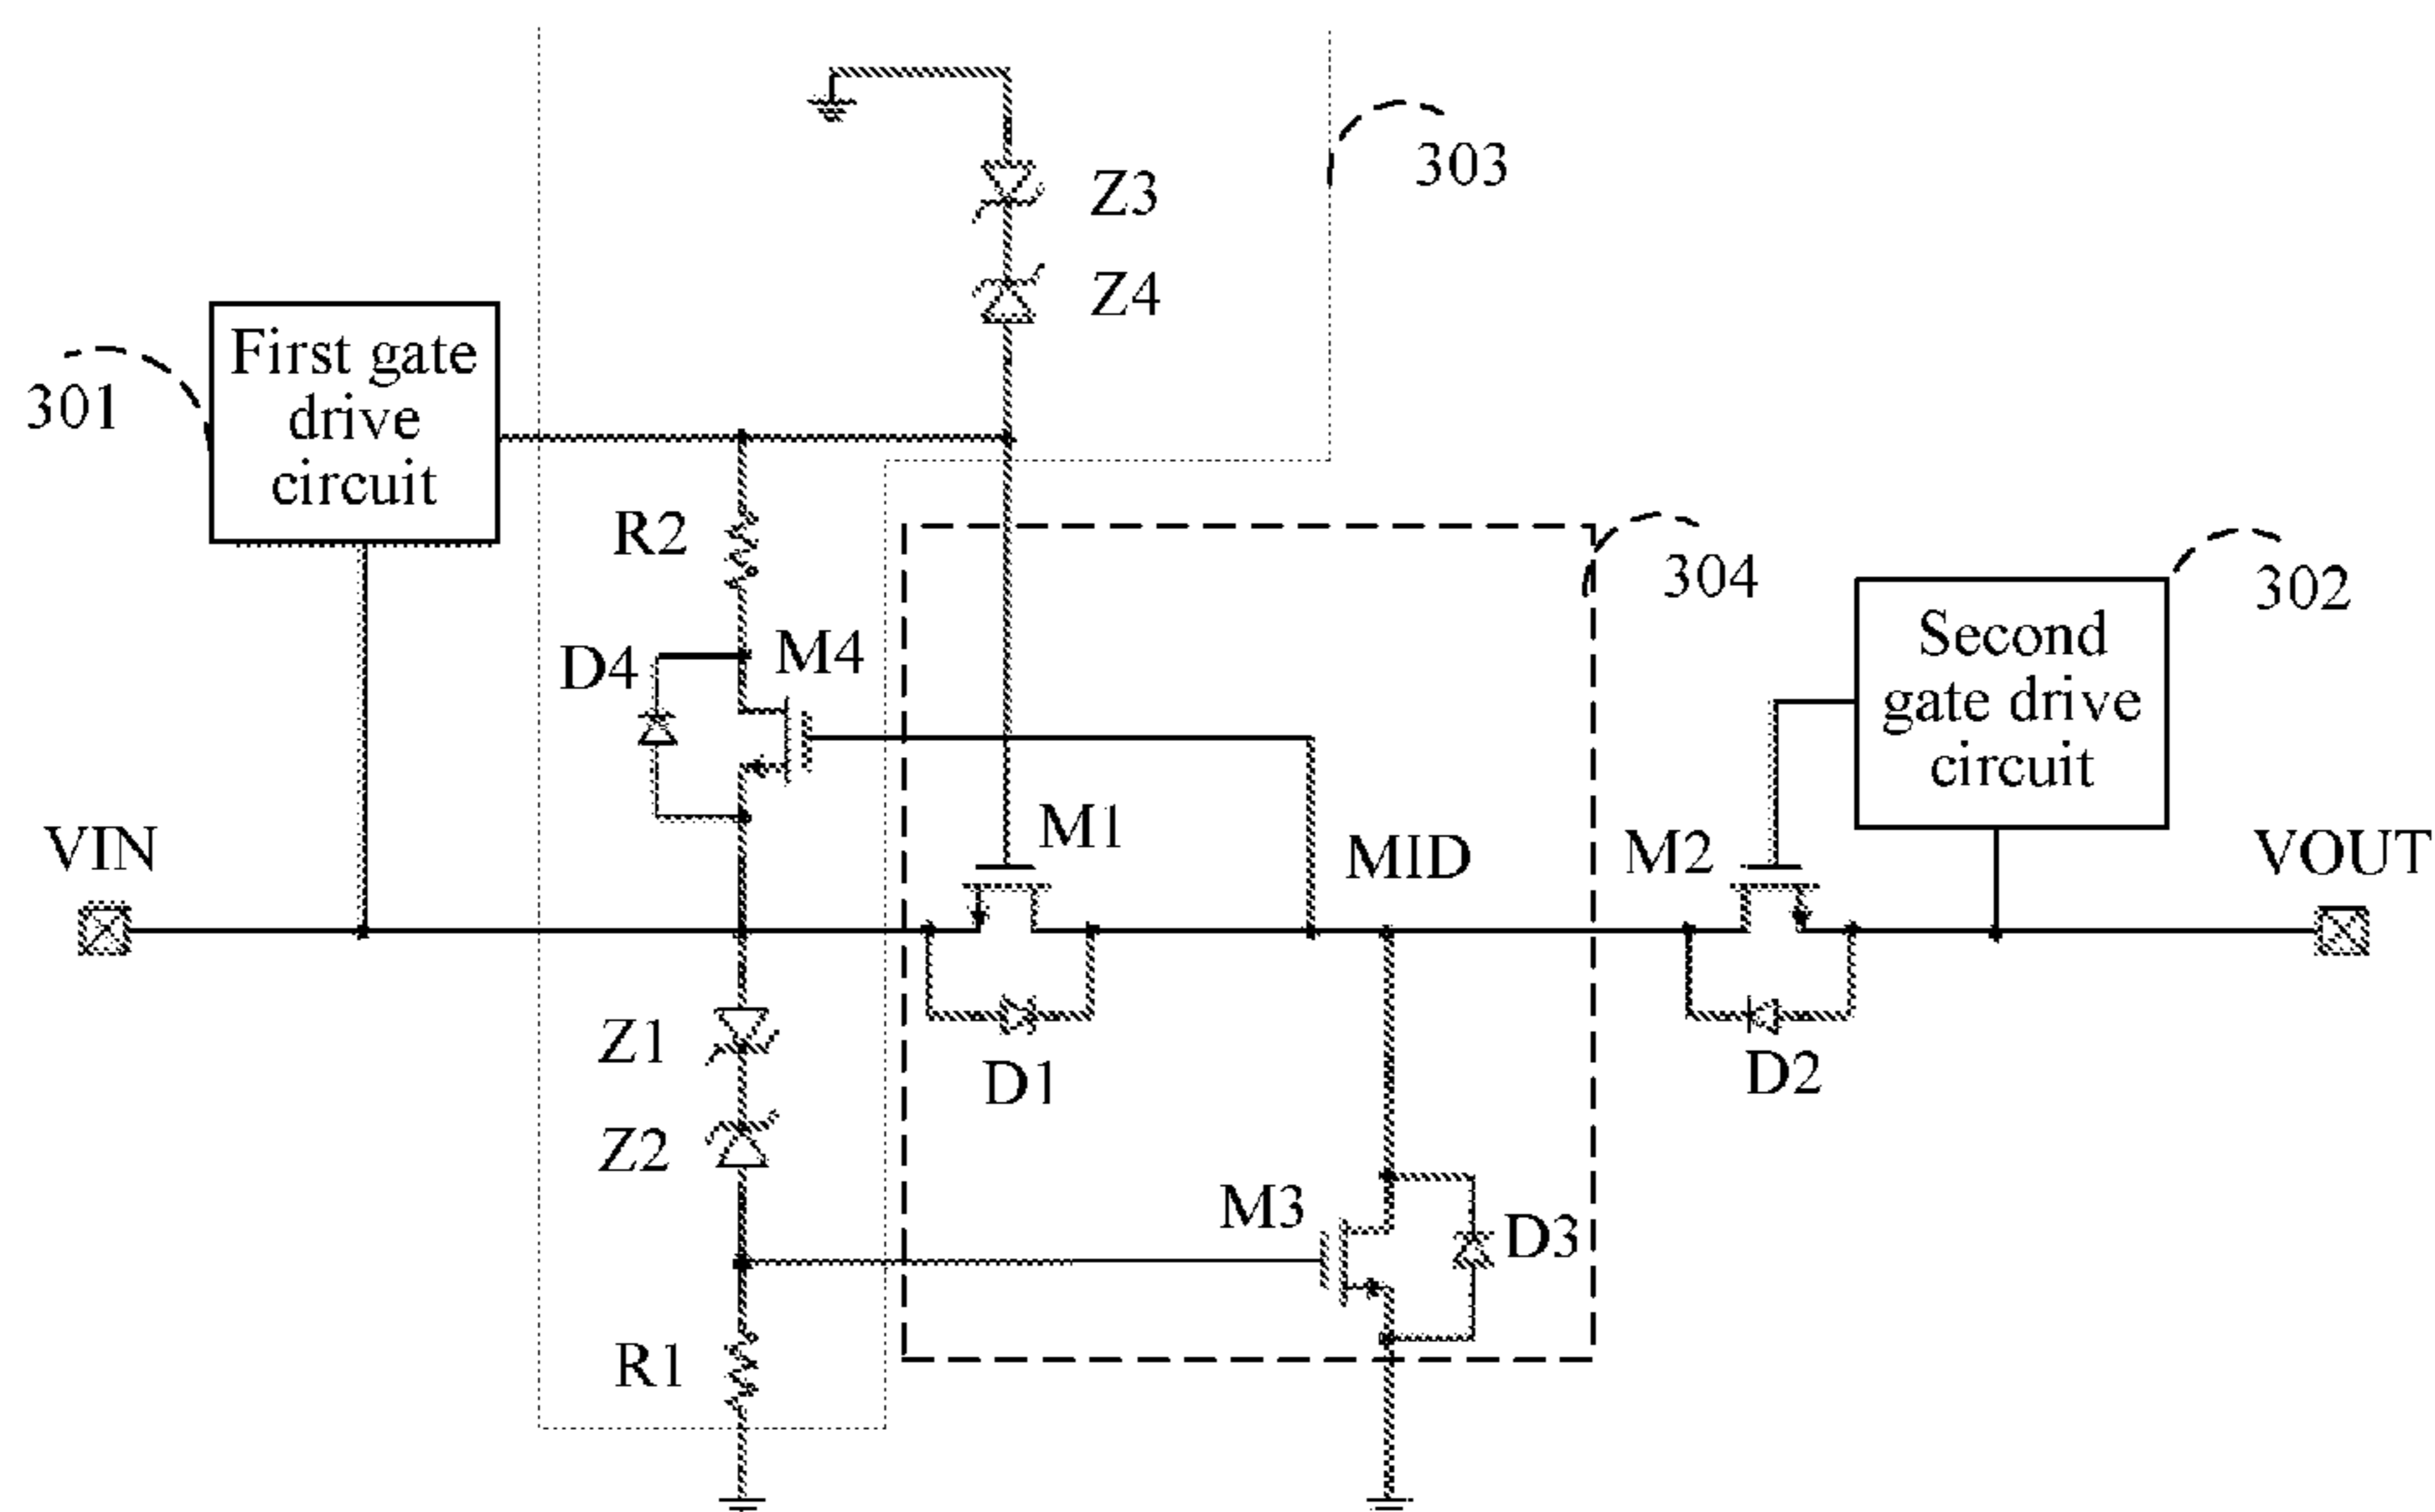 303
Z3
Z4
First gate
drive
circuit
301
R2
304
302
Second
gate drive
circuit
D4
M4
VIN
M1
MID
M2
VOUT
Z1
D1
D2
Z2
M3
D3
R1